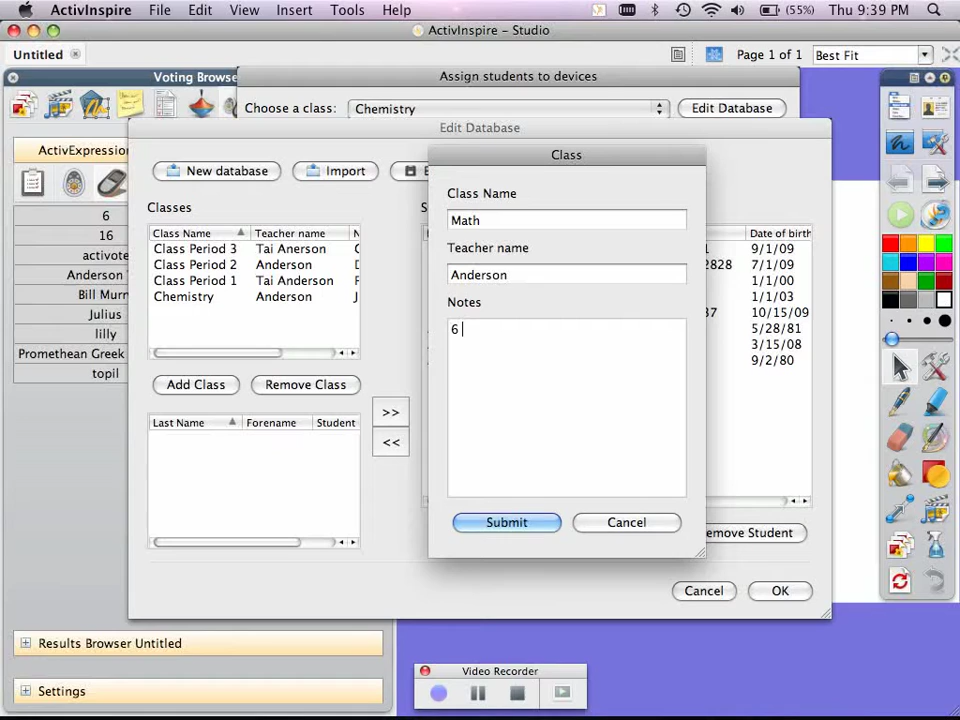 ActivInspire File Edit View Insert Tools Help (55%) Thu 9:39 PM
ActivInspire - Studio
Untitled Page 1 of 1 Best Fit
Voting Browse Assign students to devices
Choose a class: Chemistry Edit Database
Edit Database
ActivExpression
New database Import
Classes
Class Name Teacher name N
Class Period 3 Tai Anerson
Class Period 2 Anderson
Class Period 1 Tai Anderson
Chemistry Anderson
Add Class Remove Class
Last Name Forename Student
>>
<<
6
16
activote
Anderson
Bill Murr
Julius
lilly
Promethean Greek
topil
Class
Class Name
Math
Teacher name
Anderson
Notes
6
Submit Cancel
Date of birth
1 9/1/09
2828 7/1/09
1/1/00
1/1/03
37 10/15/09
5/28/81
3/15/08
9/2/80
emove Student
Cancel OK
Results Browser Untitled
Settings
Video Recorder